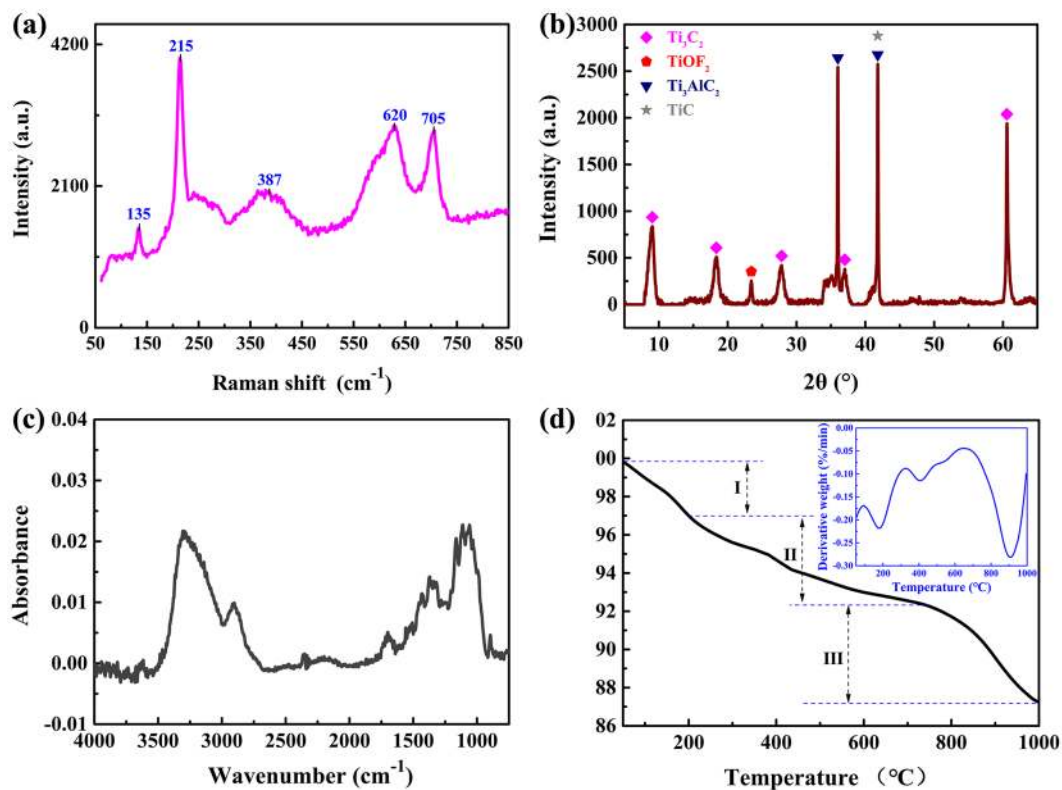 (a)
4200
2100
0
Intensity (a.u.)
135
215
387
620
705
50 150 250 350 450 550 650 750 850
Raman shift (cm-1)
(b)
3000
2500
2000
1500
1000
500
0
Intensity (a.u.)
Ti3C2
TiOF2
Ti3AlC2
TiC
10 20 30 40 50 60
2θ (°)
(c)
0.04
0.03
0.02
0.01
0.00
-0.01
Absorbance
4000 3500 3000 2500 2000 1500 1000
Wavenumber (cm-1)
(d)
02
00
98
96
94
92
90
88
86
I
II
III
200 400 600 800 1000
Temperature (°C)
0.00
-0.05
-0.10
-0.15
-0.20
-0.25
-0.30
Derivative weight (%/min)
200 400 600 800 1000
Temperature (°C)